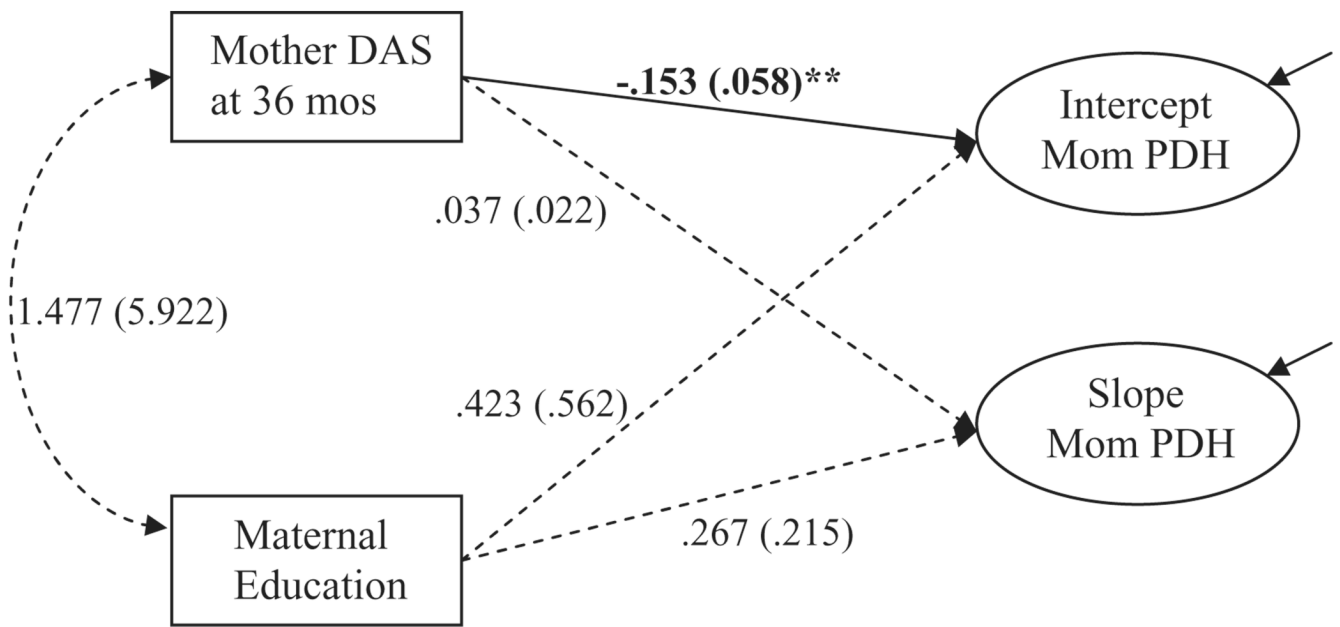 Mother DAS
at 36 mos
-.153 (.058)**
Intercept
Mom PDH
.037 (.022)
1.477 (5.922)
.423 (.562)
Slope
Mom PDH
.267 (.215)
Maternal
Education